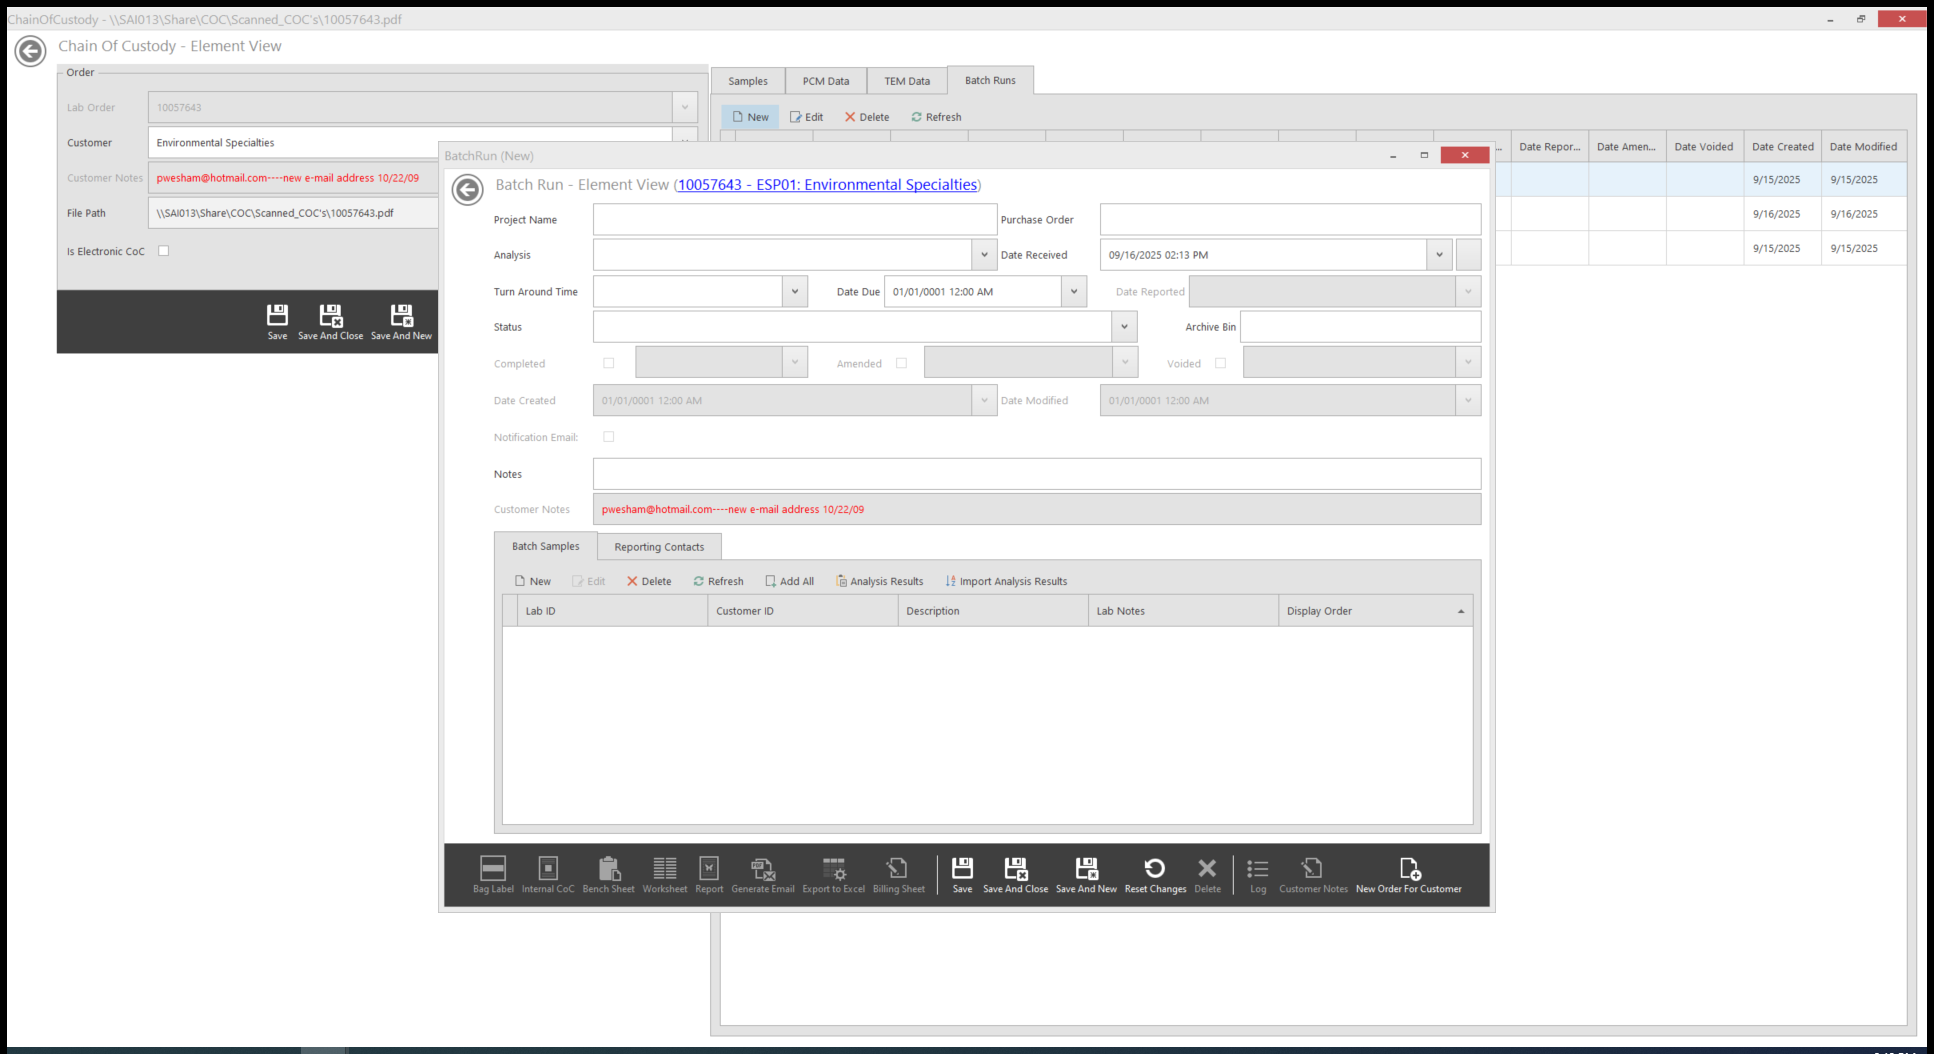 ChainOfCustody - \\SAI013\Share\COC\Scanned_COC's\10057643.pdf
Chain Of Custody - Element View
Order
Lab Order 10057643
Customer Environmental Specialties
Customer Notes pwesham@hotmail.com----new e-mail address 10/22/09
File Path \\SAI013\Share\COC\Scanned_COC's\10057643.pdf
Is Electronic CoC
Save Save And Close Save And New
Samples PCM Data TEM Data Batch Runs
New Edit Delete Refresh
... Date Repor... Date Amen... Date Voided Date Created Date Modified
9/15/2025 9/15/2025
9/16/2025 9/16/2025
9/15/2025 9/15/2025
BatchRun (New)
Batch Run - Element View (10057643 - ESP01: Environmental Specialties)
Project Name Purchase Order
Analysis Date Received 09/16/2025 02:13 PM
Turn Around Time Date Due 01/01/0001 12:00 AM Date Reported
Status Archive Bin
Completed Amended Voided
Date Created 01/01/0001 12:00 AM Date Modified 01/01/0001 12:00 AM
Notification Email:
Notes
Customer Notes pwesham@hotmail.com----new e-mail address 10/22/09
Batch Samples Reporting Contacts
New Edit Delete Refresh Add All Analysis Results Import Analysis Results
Lab ID Customer ID Description Lab Notes Display Order
Bag Label Internal CoC Bench Sheet Worksheet Report Generate Email Export to Excel Billing Sheet Save Save And Close Save And New Reset Changes Delete Log Customer Notes New Order For Customer